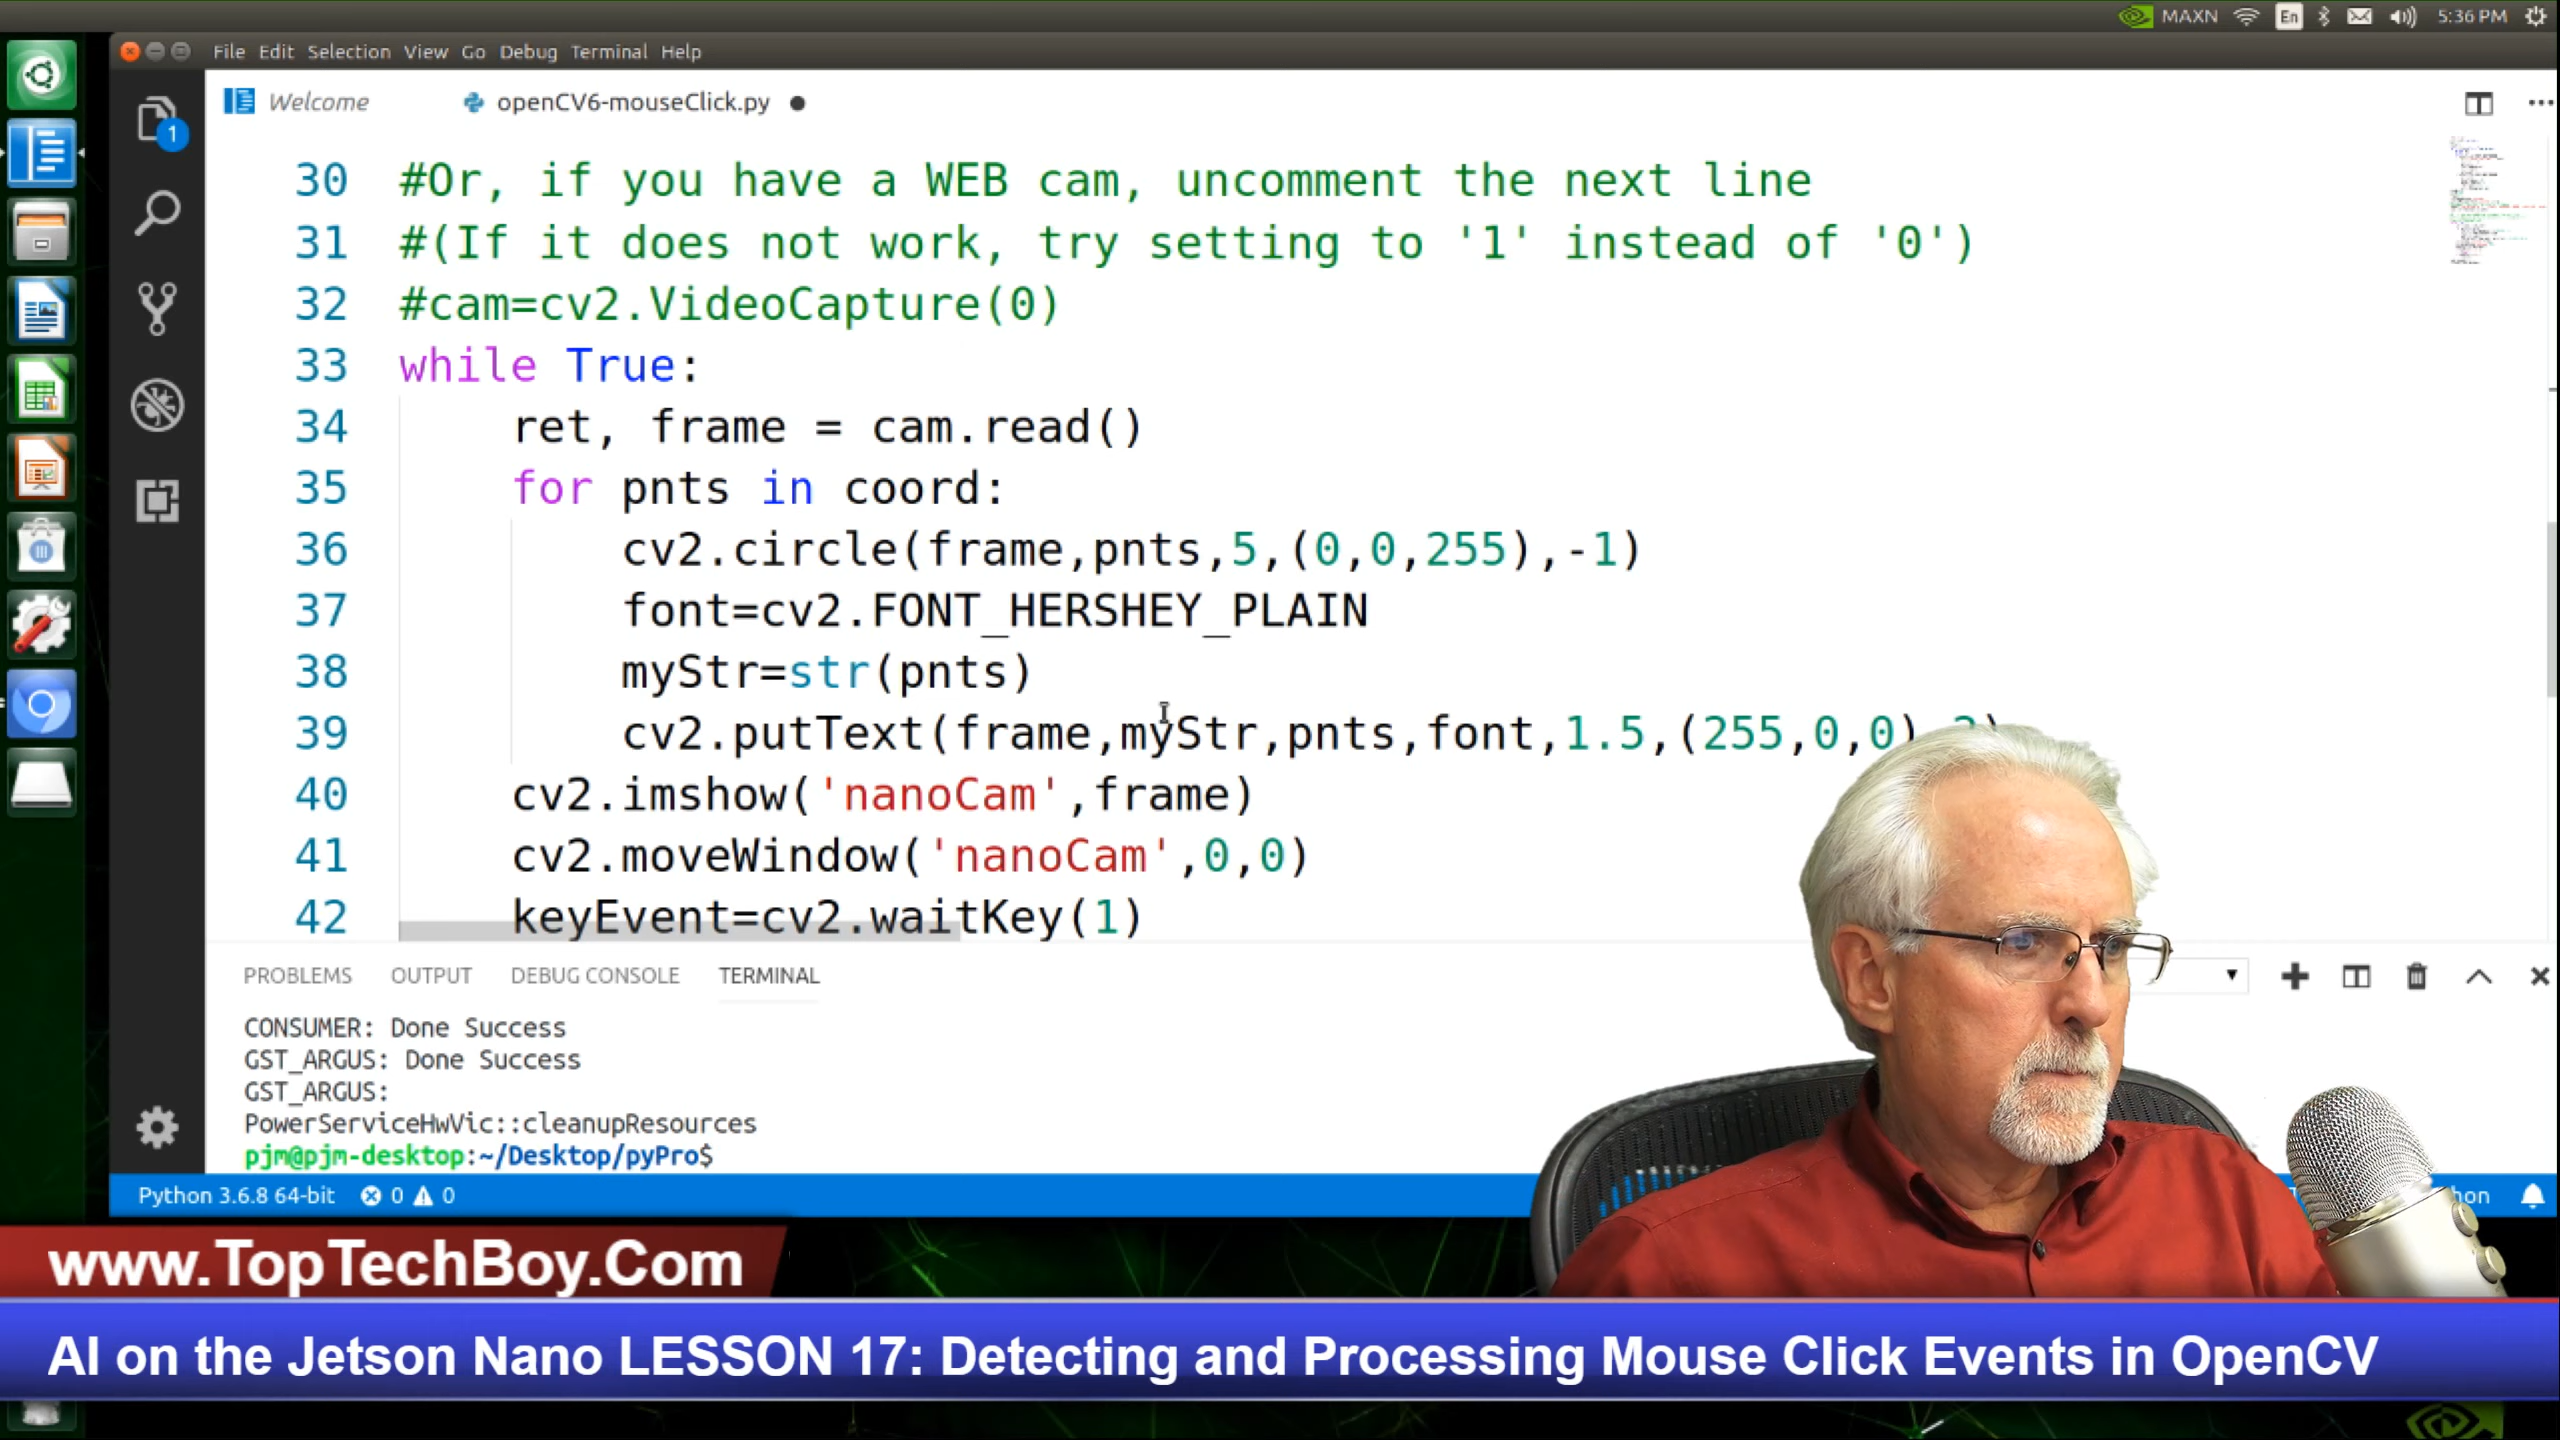 MAXN En 5:36 PM
File Edit Selection View Go Debug Terminal Help
Welcome openCV6-mouseClick.py
1
30 #Or, if you have a WEB cam, uncomment the next line
31 #(If it does not work, try setting to '1' instead of '0')
32 #cam=cv2.VideoCapture(0)
33 while True:
34 ret, frame = cam.read()
35 for pnts in coord:
36 cv2.circle(frame,pnts,5,(0,0,255),-1)
37 font=cv2.FONT_HERSHEY_PLAIN
38 myStr=str(pnts)
39 cv2.putText(frame,myStr,pnts,font,1.5,(255,0,0)
40 cv2.imshow('nanoCam',frame)
41 cv2.moveWindow('nanoCam',0,0)
42 keyEvent=cv2.waitKey(1)
PROBLEMS OUTPUT DEBUG CONSOLE TERMINAL
CONSUMER: Done Success
GST_ARGUS: Done Success
GST_ARGUS:
PowerServiceHwVic::cleanupResources
pjm@pjm-desktop:~/Desktop/pyPro$
Python 3.6.8 64-bit 0 0
www.TopTechBoy.Com
AI on the Jetson Nano LESSON 17: Detecting and Processing Mouse Click Events in OpenCV